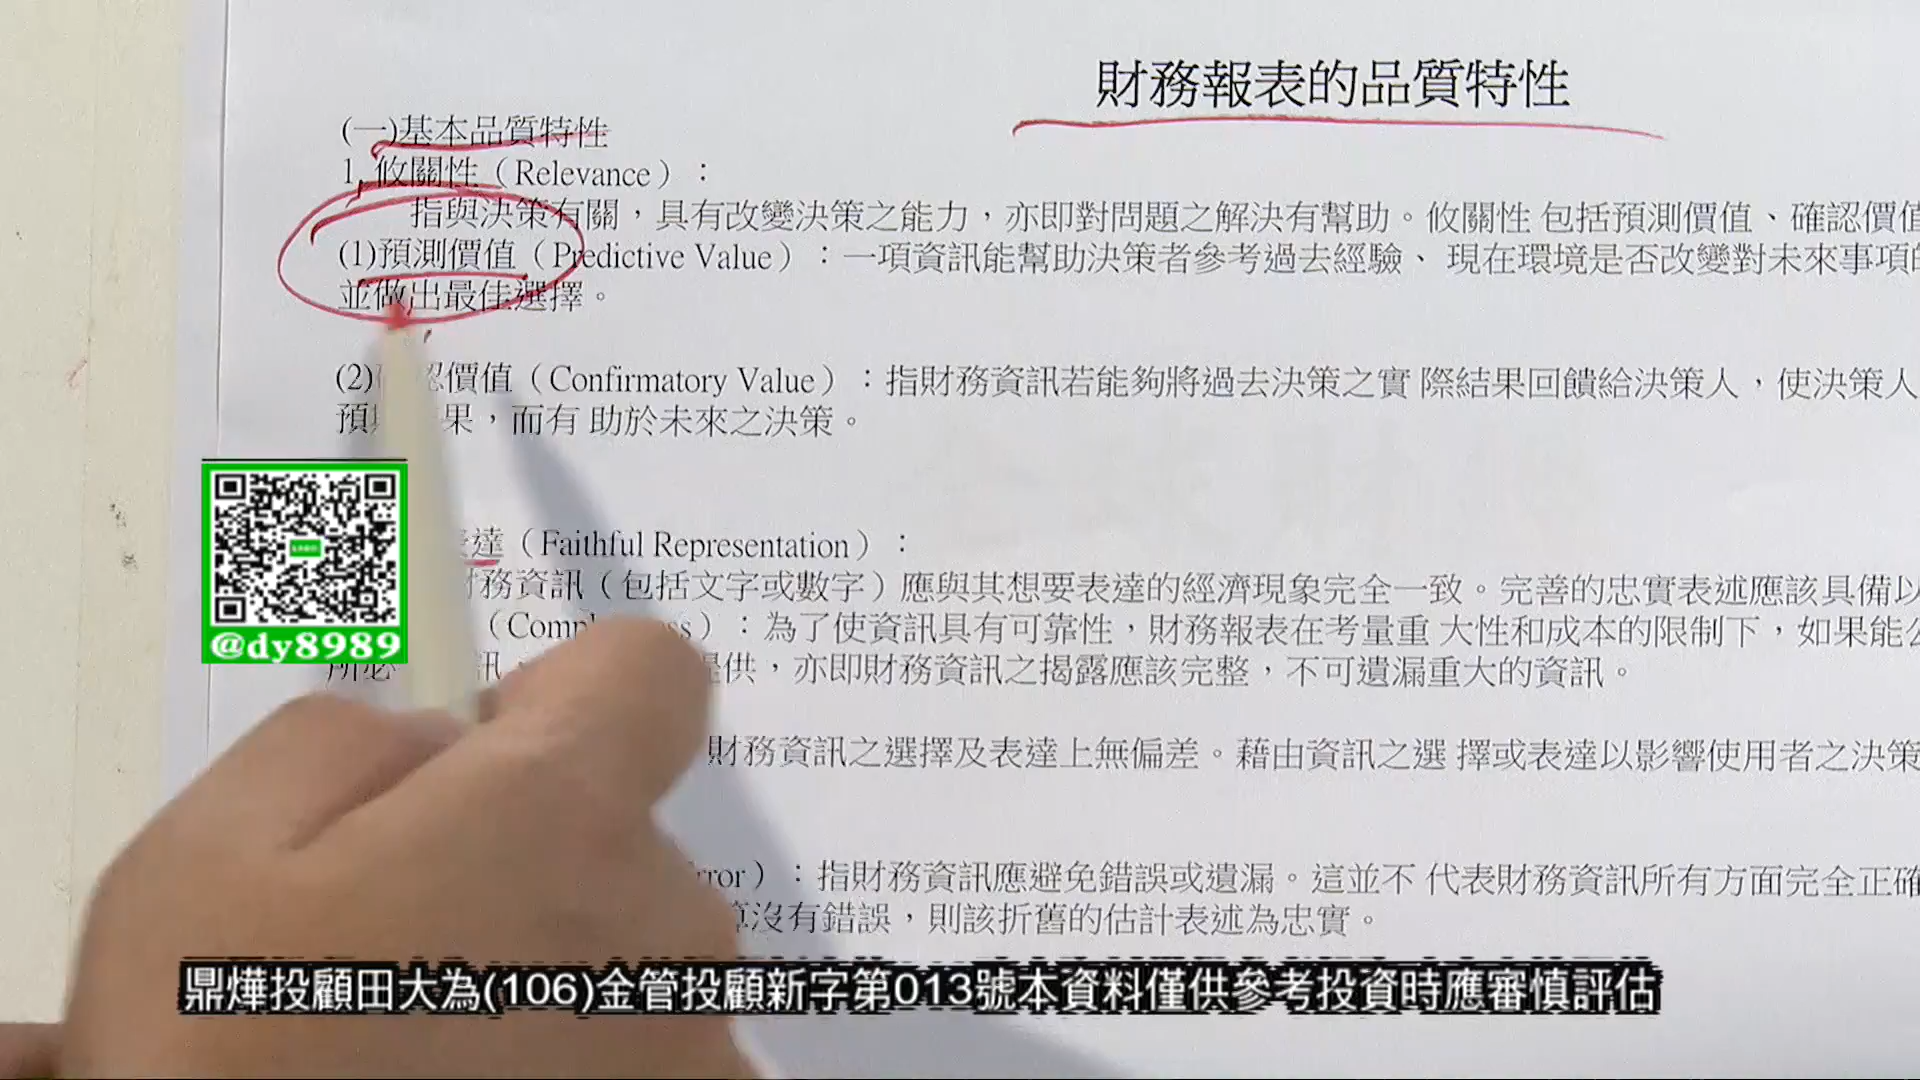 財務報表的品質特性
(一)基本品質特性
1. 攸關性（Relevance）：
指與決策有關，具有改變決策之能力，亦即對問題之解決有幫助。攸關性 包括預測價值、確認價值
(1)預測價值（Predictive Value）：一項資訊能幫助決策者參考過去經驗、 現在環境是否改變對未來事項的
並做出最佳選擇。
(2) 認價值（Confirmatory Value）：指財務資訊若能夠將過去決策之實 際結果回饋給決策人，使決策人
預 果，而有 助於未來之決策。
達（Faithful Representation）：
財務資訊（包括文字或數字）應與其想要表達的經濟現象完全一致。完善的忠實表述應該具備以
：為了使資訊具有可靠性，財務報表在考量重 大性和成本的限制下，如果能
訊 提供，亦即財務資訊之揭露應該完整，不可遺漏重大的資訊。
財務資訊之選擇及表達上無偏差。藉由資訊之選 擇或表達以影響使用者之決策
rror）：指財務資訊應避免錯誤或遺漏。這並不 代表財務資訊所有方面完全正確
沒有錯誤，則該折舊的估計表述為忠實。
@dy8989
鼎燁投顧田大為(106)金管投顧新字第013號本資料僅供參考投資時應審慎評估